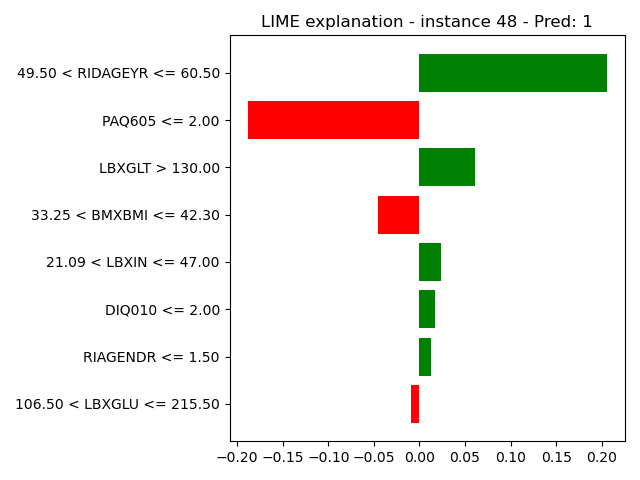 LIME explanation - instance 48 - Pred: 1
49.50 < RIDAGEYR <= 60.50
PAQ605 <= 2.00
LBXGLT > 130.00
33.25 < BMXBMI <= 42.30
21.09 < LBXIN <= 47.00
DIQ010 <= 2.00
RIAGENDR <= 1.50
106.50 < LBXGLU <= 215.50
−0.20 −0.15 −0.10 −0.05 0.00 0.05 0.10 0.15 0.20